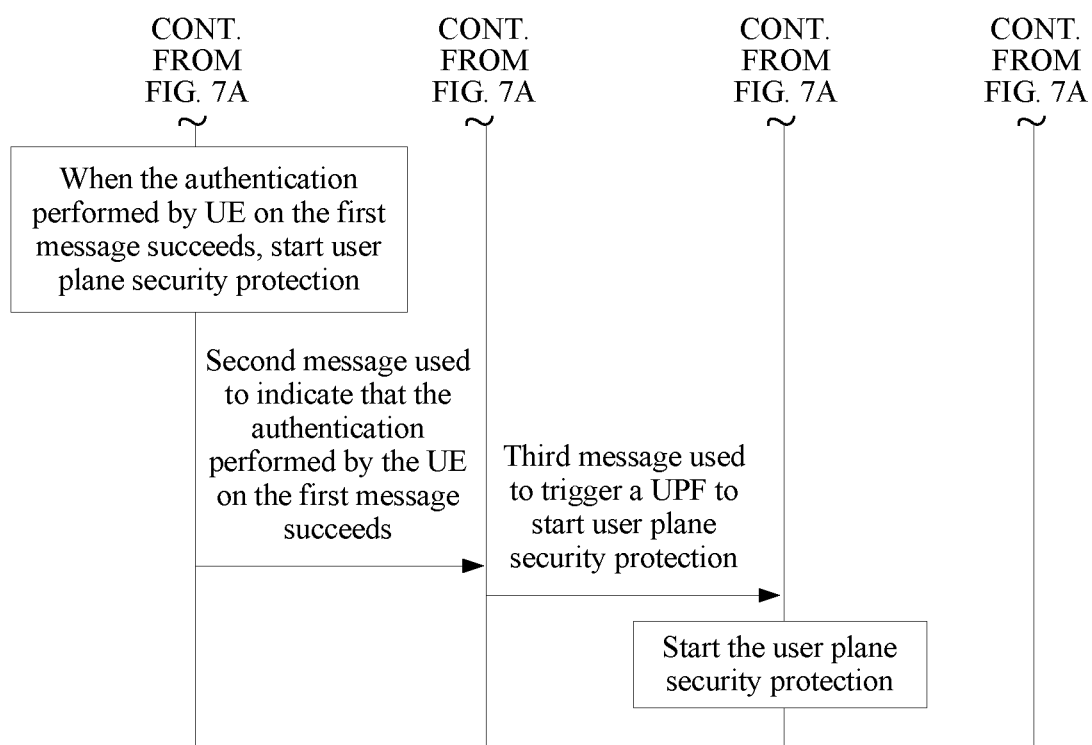 CONT.
FROM
FIG. 7A
CONT.
FROM
FIG. 7A
CONT.
FROM
FIG. 7A
CONT.
FROM
FIG. 7A
When the authentication
performed by UE on the first
message succeeds, start user
plane security protection
Second message used
to indicate that the
authentication
performed by the UE
on the first message
succeeds
Third message used
to trigger a UPF to
start user plane
security protection
Start the user plane
security protection